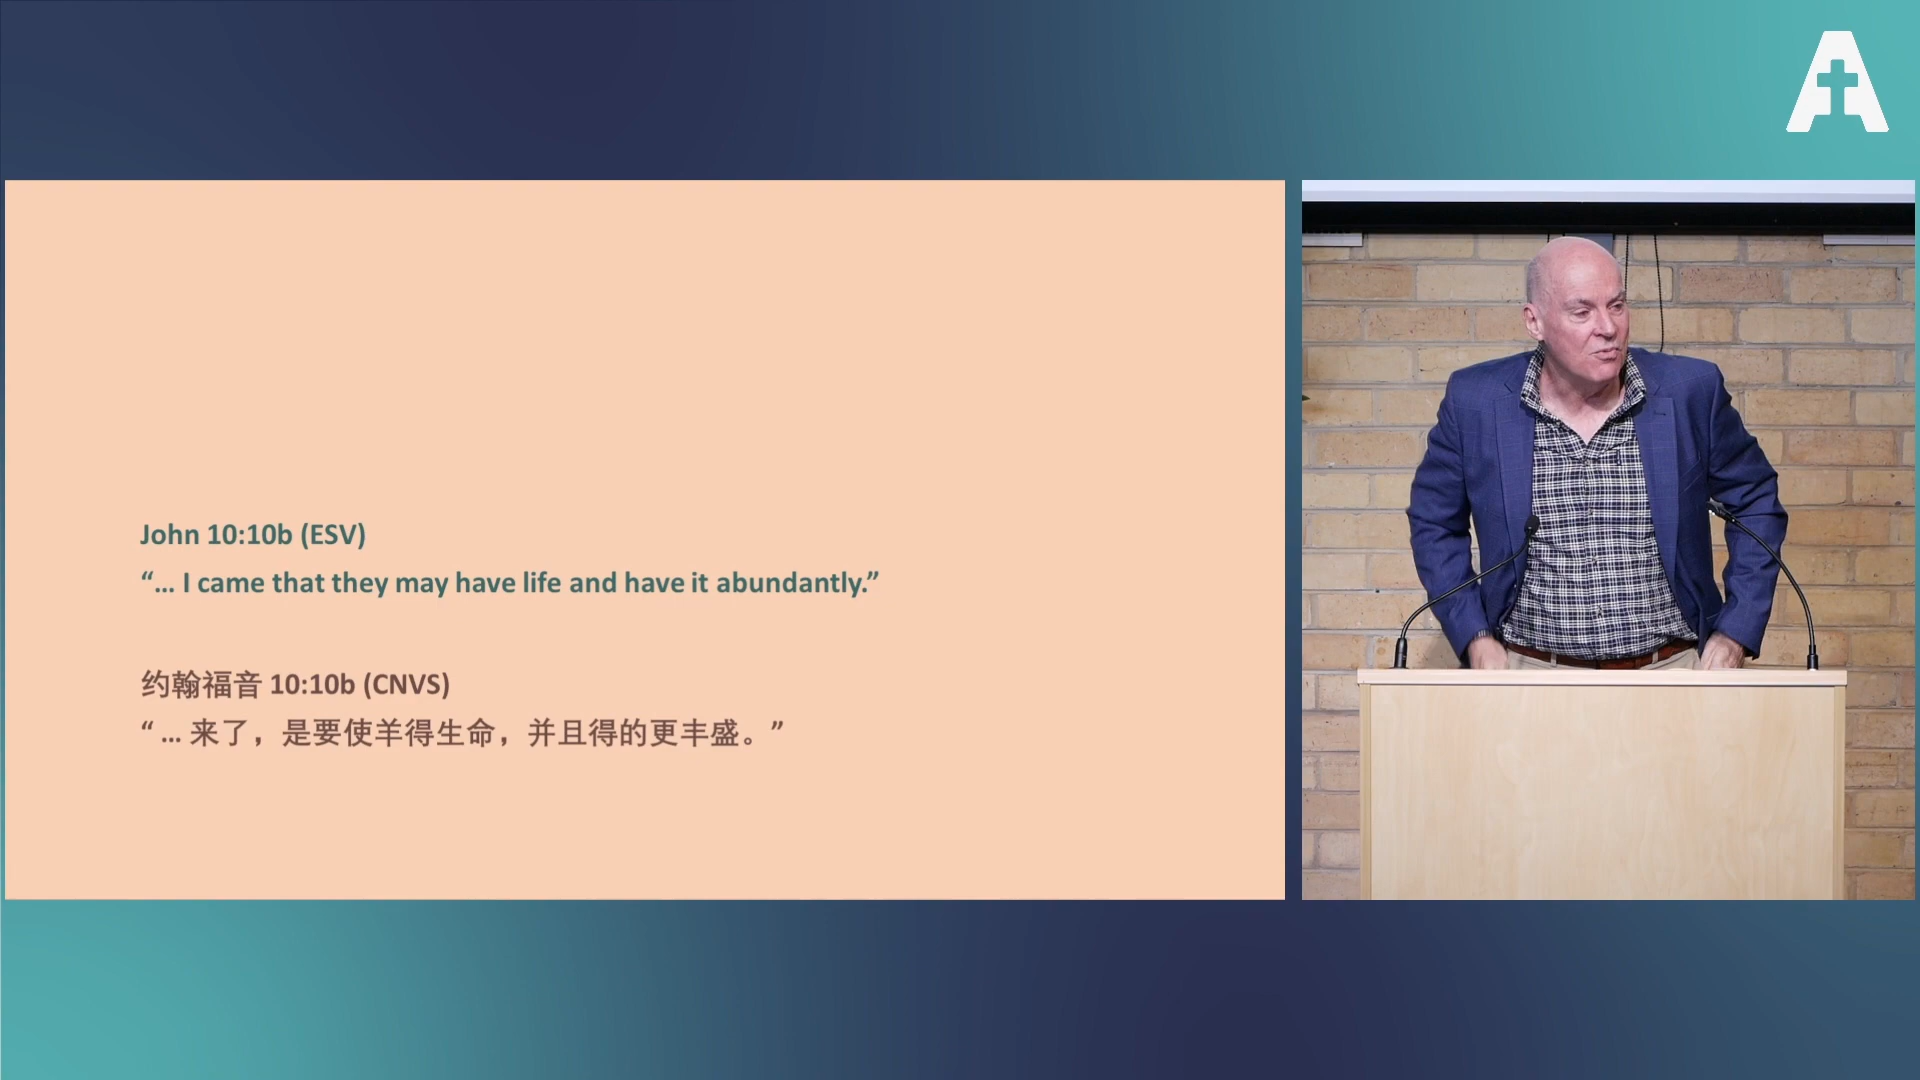 John 10:10b (ESV)
“... I came that they may have life and have it abundantly.”
约翰福音 10:10b (CNVS)
“ ... 来了，是要使羊得生命，并且得的更丰盛。”
A